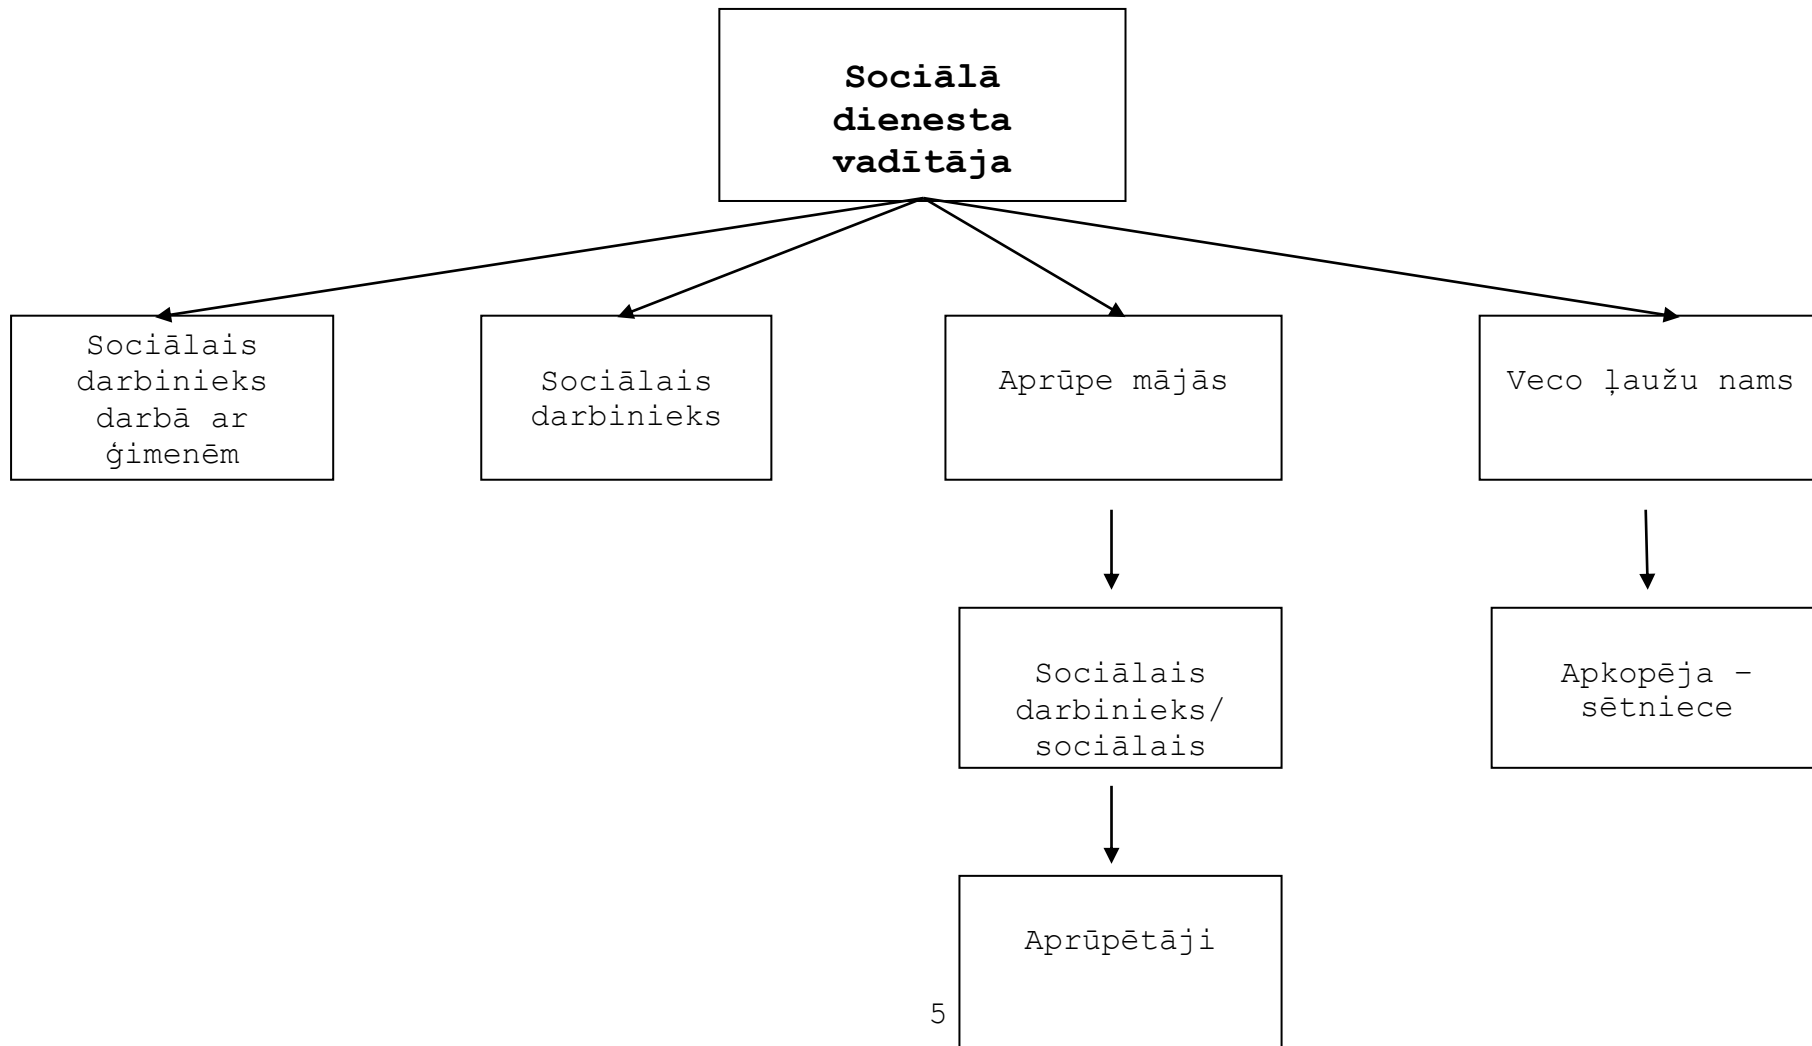 Sociālā
dienesta
vadītāja
Sociālais
darbinieks
darbā ar
ģimenēm
Sociālais
darbinieks
Aprūpe mājās
Veco ļaužu nams
Sociālais
darbinieks/
sociālais
Apkopēja –
sētniece
Aprūpētāji
5